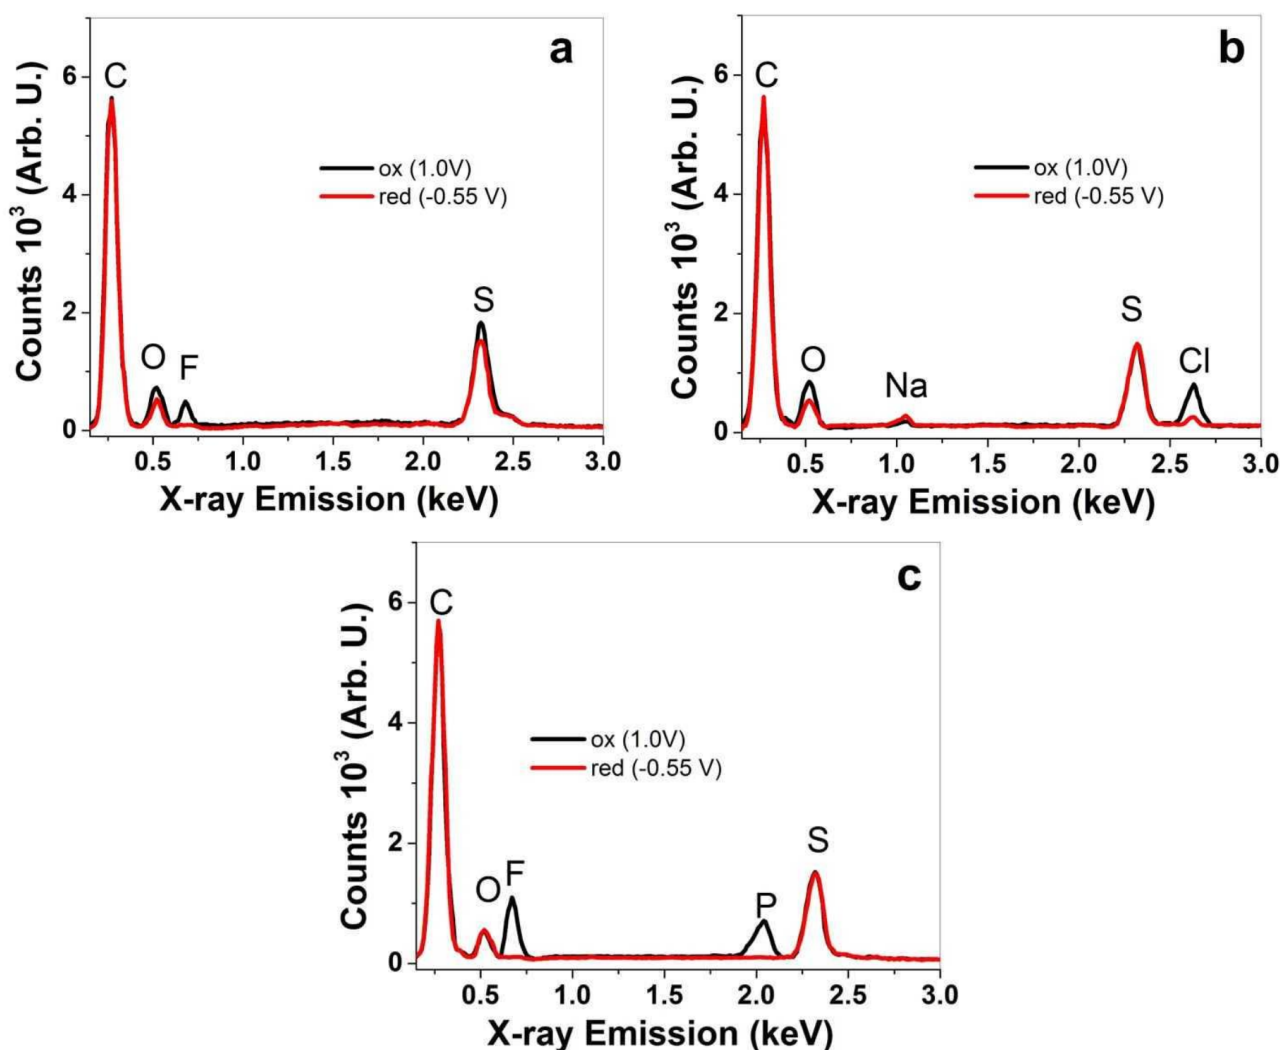 a
Counts 10³ (Arb. U.)
6
4
2
0
C
O
F
S
ox (1.0V)
red (-0.55 V)
0.5 1.0 1.5 2.0 2.5 3.0
X-ray Emission (keV)
b
Counts 10³ (Arb. U.)
6
4
2
0
C
O
Na
S
Cl
ox (1.0V)
red (-0.55 V)
0.5 1.0 1.5 2.0 2.5 3.0
X-ray Emission (keV)
c
Counts 10³ (Arb. U.)
6
4
2
0
C
O
F
P
S
ox (1.0V)
red (-0.55 V)
0.5 1.0 1.5 2.0 2.5 3.0
X-ray Emission (keV)